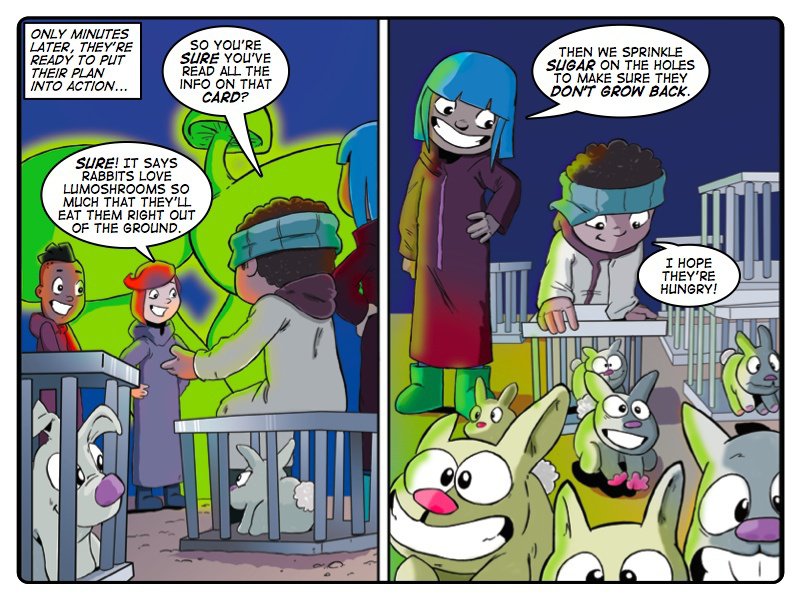 ONLY MINUTES
LATER, THEY'RE
READY TO PUT
THEIR PLAN
INTO ACTION...
SO YOU'RE
SURE YOU'VE
READ ALL THE
INFO ON THAT
CARD?
SURE! IT SAYS
RABBITS LOVE
LUMOSHROOMS SO
MUCH THAT THEY'LL
EAT THEM RIGHT OUT
OF THE GROUND.
THEN WE SPRINKLE
SUGAR ON THE HOLES
TO MAKE SURE THEY
DON'T GROW BACK.
I HOPE
THEY'RE
HUNGRY!